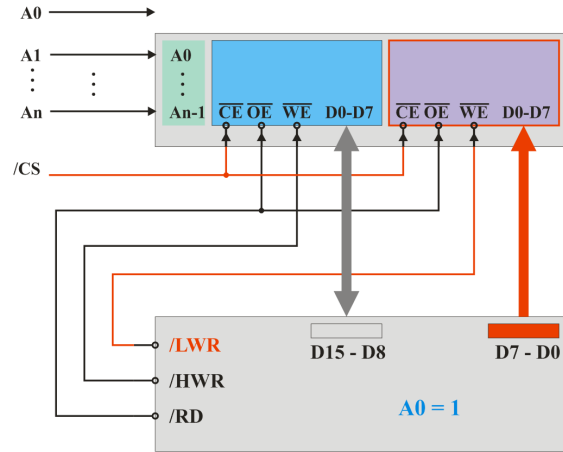 A0
A1 A0
An An-1 CE OE WE D0-D7 CE OE WE D0-D7
/CS
/LWR D15 - D8 D7 - D0
/HWR A0 = 1
/RD